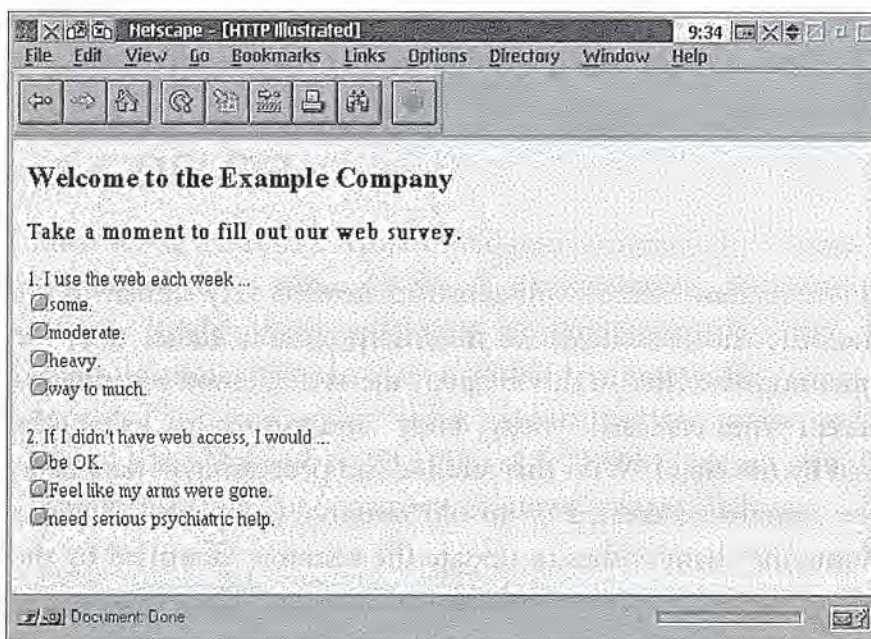 Netscape - [HTTP Illustrated] 9:34
File Edit View Go Bookmarks Links Options Directory Window Help
Welcome to the Example Company
Take a moment to fill out our web survey.
1. I use the web each week ...
some.
moderate.
heavy.
way to much.
2. If I didn't have web access, I would ...
be OK.
Feel like my arms were gone.
need serious psychiatric help.
Document: Done